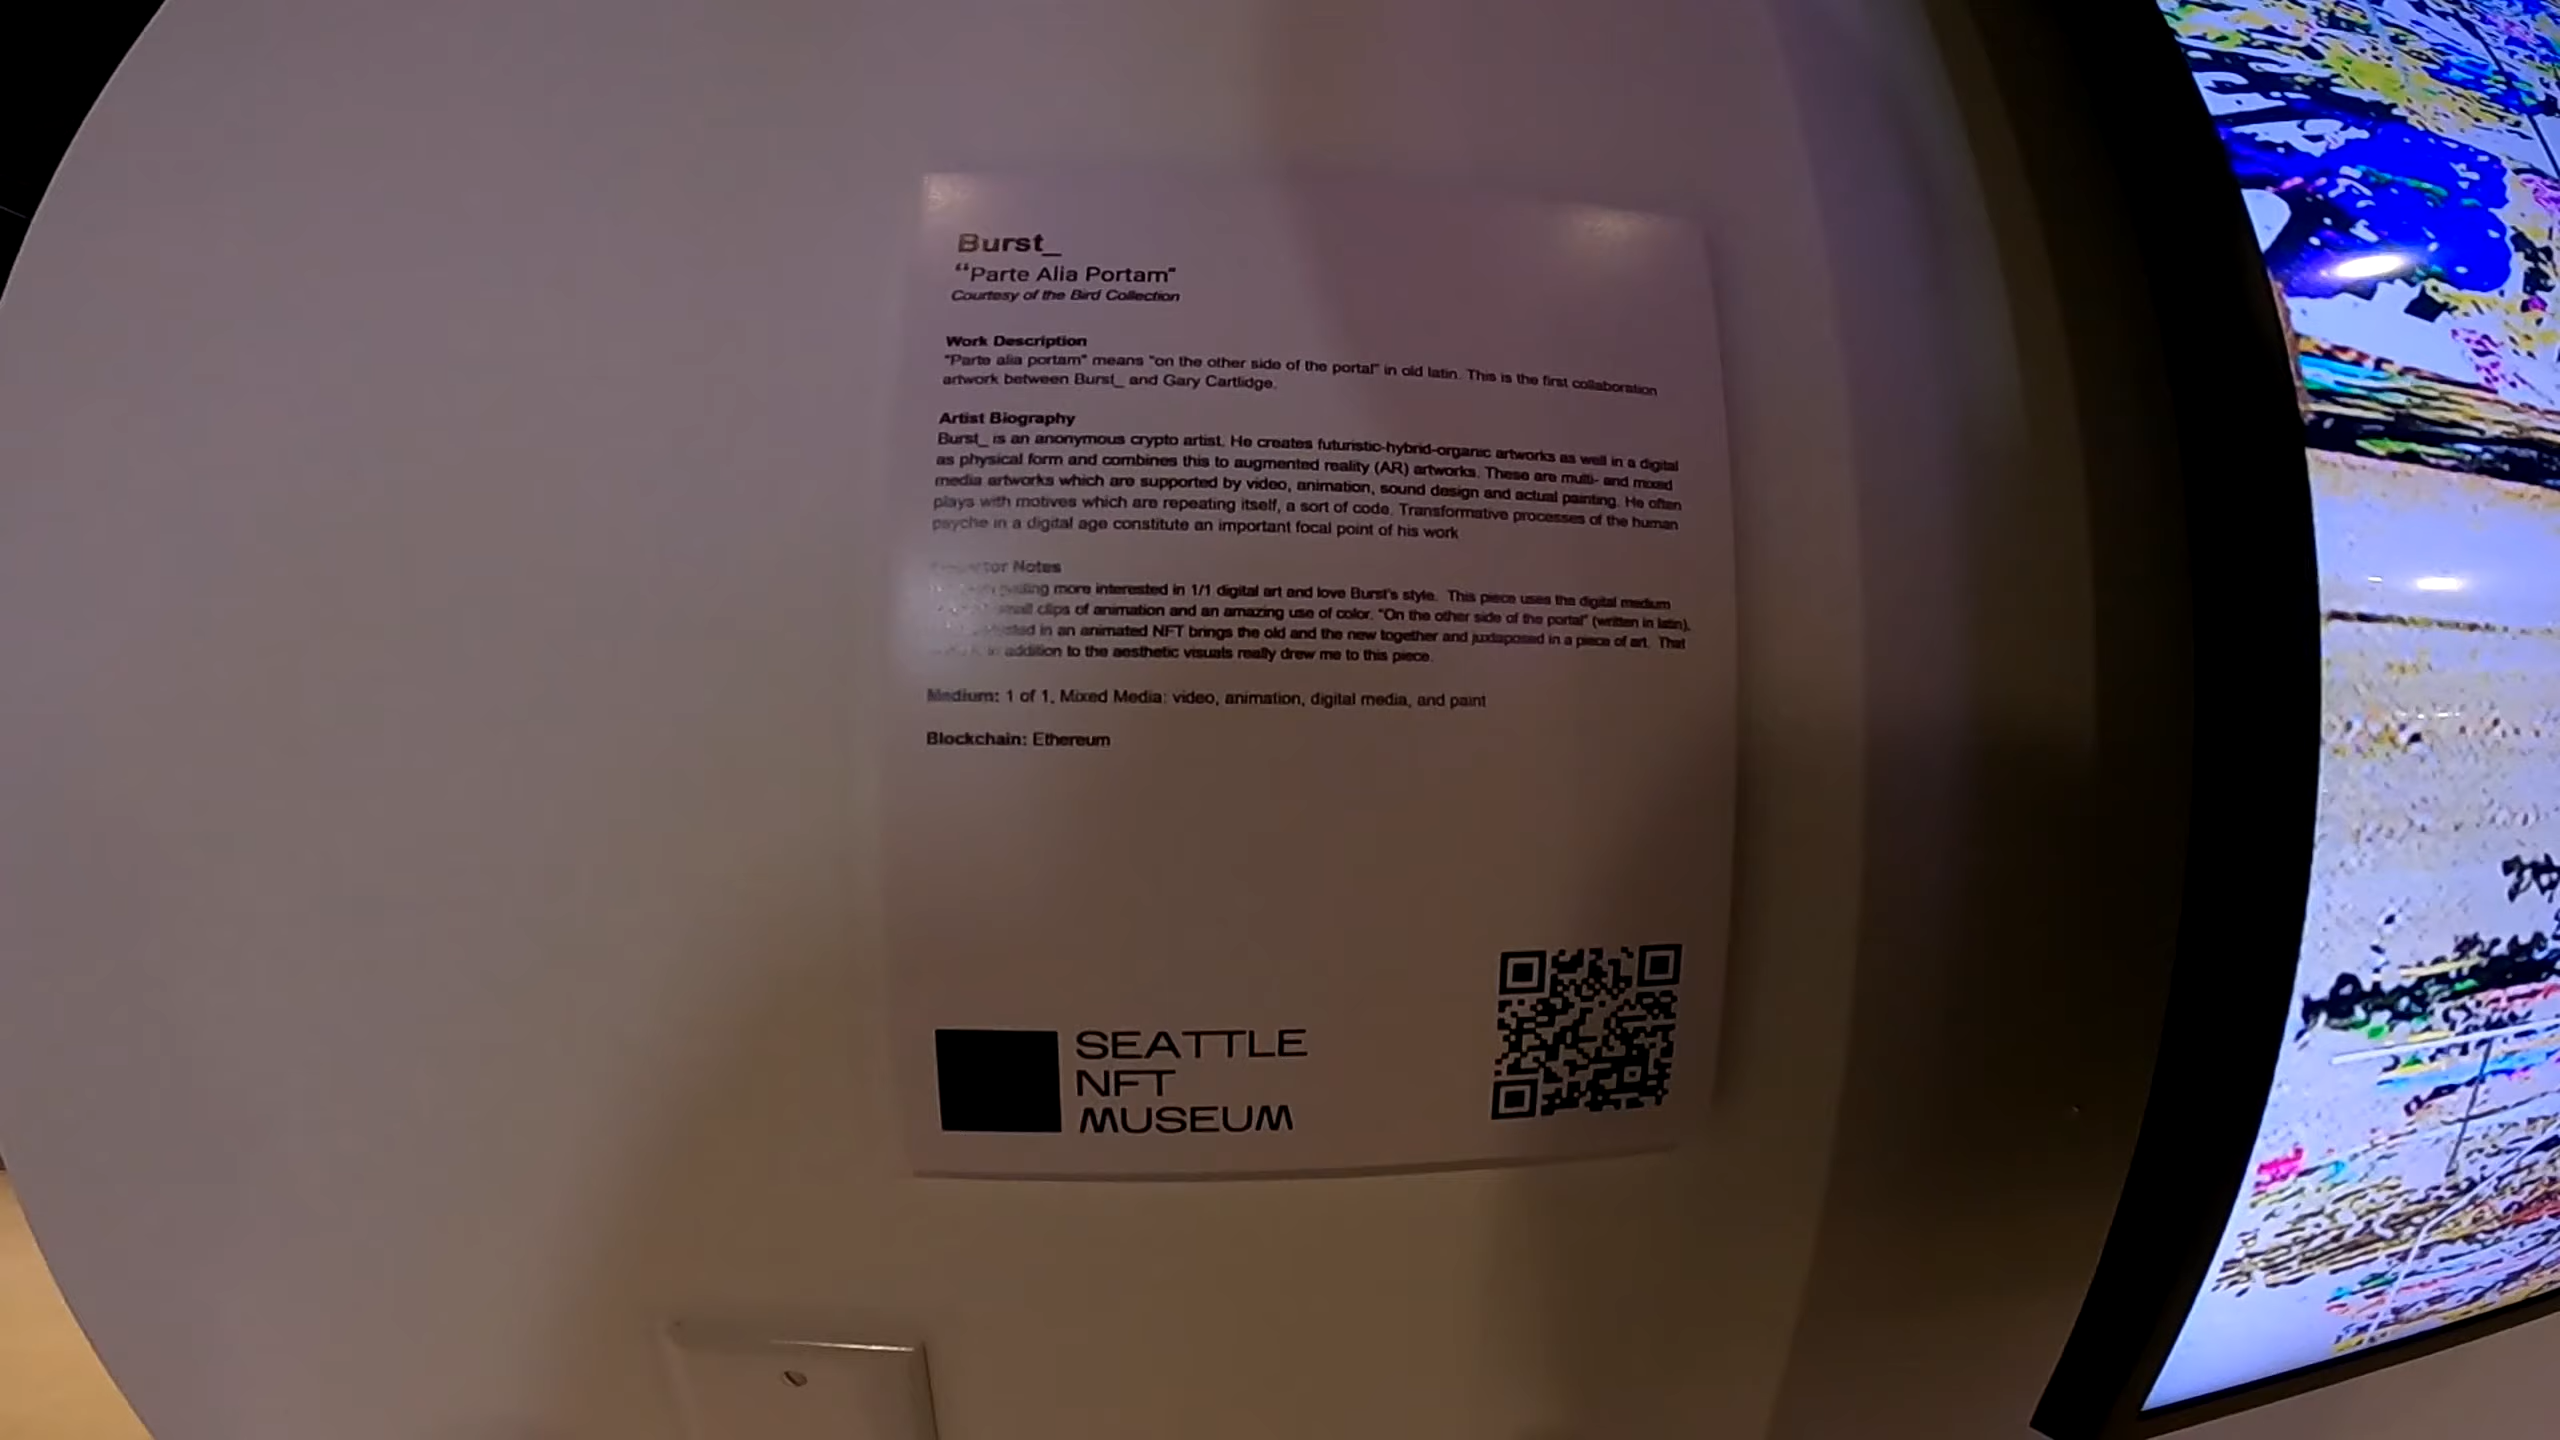 Burst_
“Parte Alia Portam"
Courtesy of the Bird Collection
Work Description
"Parte alia portam" means "on the other side of the portal" in old latin. This is the first collaboration
artwork between Burst_ and Gary Cartlidge.
Artist Biography
Burst_ is an anonymous crypto artist. He creates futuristic-hybrid-organic artworks as well in a digital
as physical form and combines this to augmented reality (AR) artworks. These are multi- and mixed
media artworks which are supported by video, animation, sound design and actual painting. He often
plays with motives which are repeating itself, a sort of code. Transformative processes of the human
psyche in a digital age constitute an important focal point of his work
Notes
more interested in 1/1 digital art and love Burst's style. This piece uses the digital medium
small clips of animation and an amazing use of color. "On the other side of the portal" (written in latin),
in an animated NFT brings the old and the new together and juxtaposed in a piece of art. That
in addition to the aesthetic visuals really drew me to this piece.
Medium: 1 of 1, Mixed Media: video, animation, digital media, and paint
Blockchain: Ethereum
SEATTLE
NFT
MUSEUM